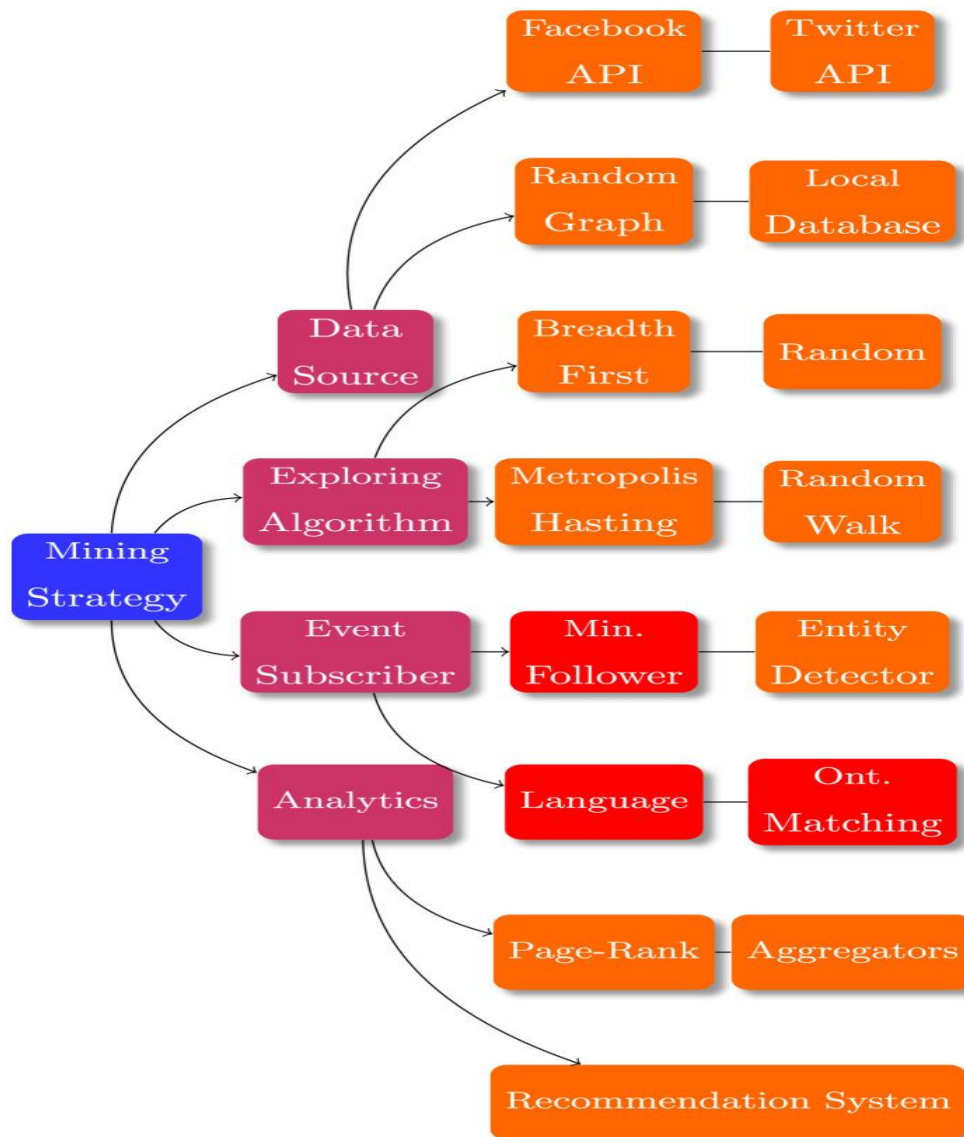 Facebook
API
Twitter
API
Random
Graph
Local
Database
Data
Source
Breadth
First
Random
Exploring
Algorithm
Metropolis
Hasting
Random
Walk
Mining
Strategy
Event
Subscriber
Min.
Follower
Entity
Detector
Analytics
Language
Ont.
Matching
Page-Rank
Aggregators
Recommendation System